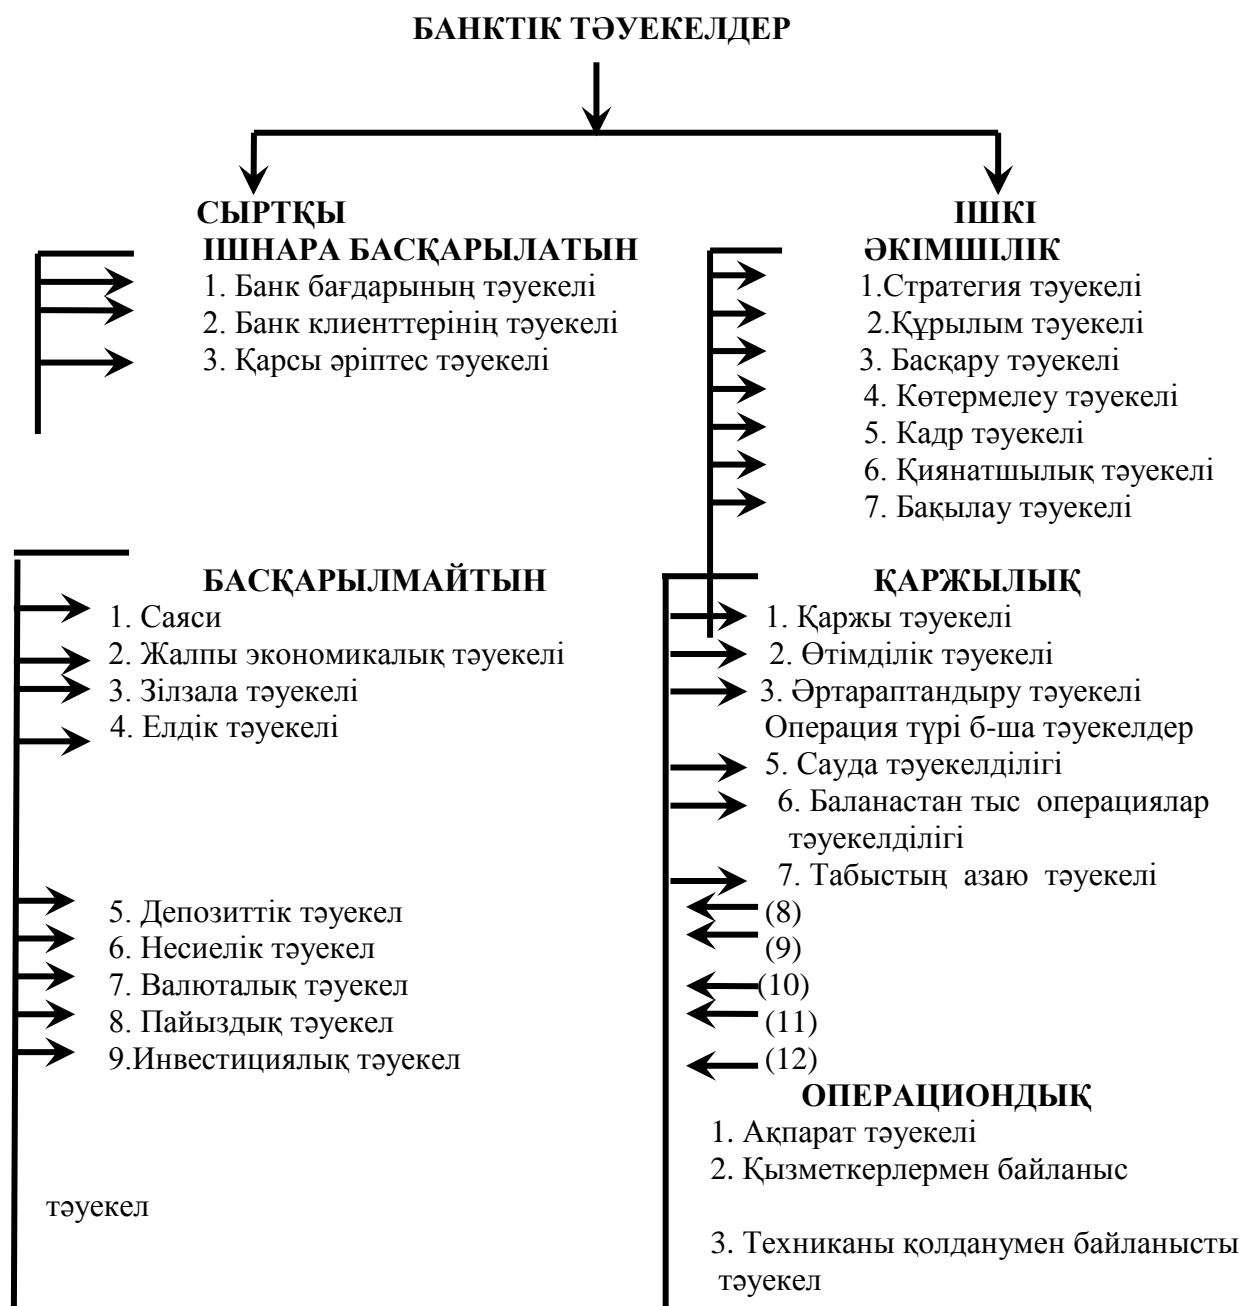 БАНКТІК ТӘУЕКЕЛДЕР
СЫРТҚЫ
ІШНАРА БАСҚАРЫЛАТЫН
1. Банк бағдарының тәуекелі
2. Банк клиенттерінің тәуекелі
3. Қарсы әріптес тәуекелі
БАСҚАРЫЛМАЙТЫН
1. Саяси
2. Жалпы экономикалық тәуекелі
3. Зілзала тәуекелі
4. Елдік тәуекелі
5. Депозиттік тәуекел
6. Несиелік тәуекел
7. Валюталық тәуекел
8. Пайыздық тәуекел
9.Инвестициялық тәуекел
тәуекел
ІШКІ
ӘКІМШІЛІК
1.Стратегия тәуекелі
2.Құрылым тәуекелі
3. Басқару тәуекелі
4. Көтермелеу тәуекелі
5. Кадр тәуекелі
6. Қиянатшылық тәуекелі
7. Бақылау тәуекелі
ҚАРЖЫЛЫҚ
1. Қаржы тәуекелі
2. Өтімділік тәуекелі
3. Әртараптандыру тәуекелі
Операция түрі б-ша тәуекелдер
5. Сауда тәуекелділігі
6. Баланастан тыс операциялар
тәуекелділігі
7. Табыстың азаю тәуекелі
(8)
(9)
(10)
(11)
(12)
ОПЕРАЦИОНДЫҚ
1. Ақпарат тәуекелі
2. Қызметкерлермен байланыс
3. Техниканы қолданумен байланысты
тәуекел